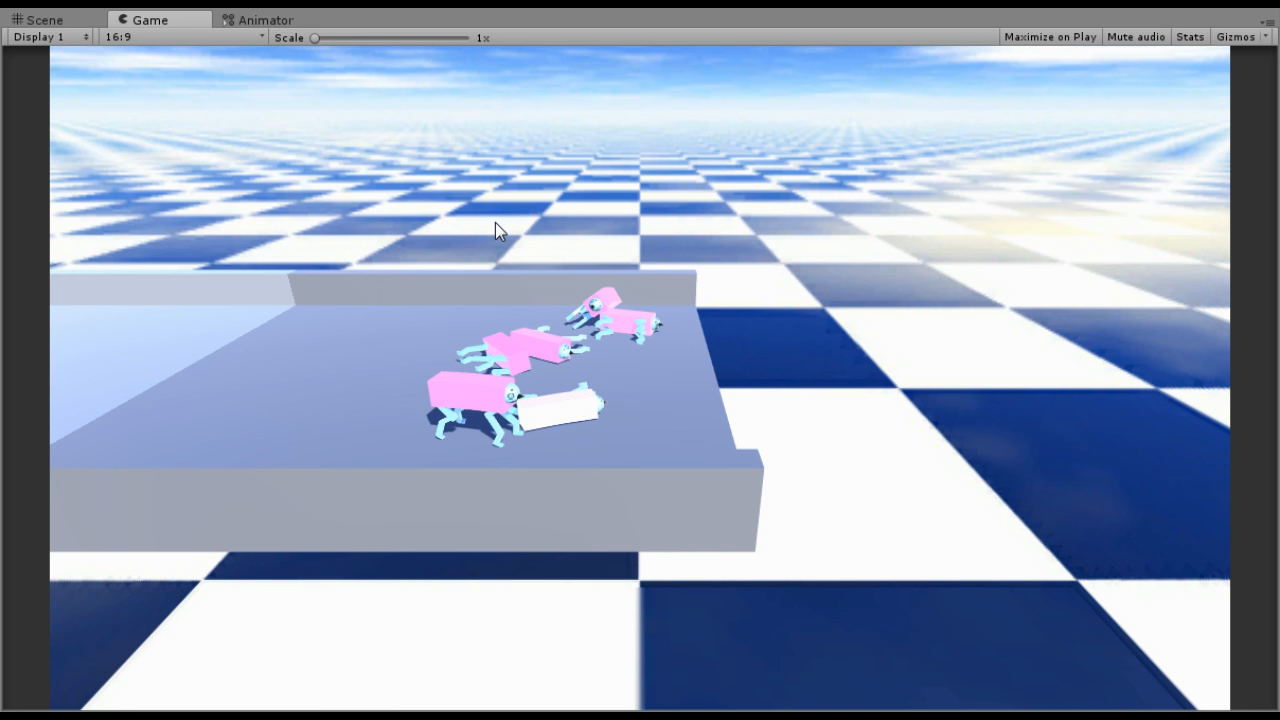 Scene Game Animator
Display 1 16:9 Scale 1x Maximize on Play Mute audio Stats Gizmos